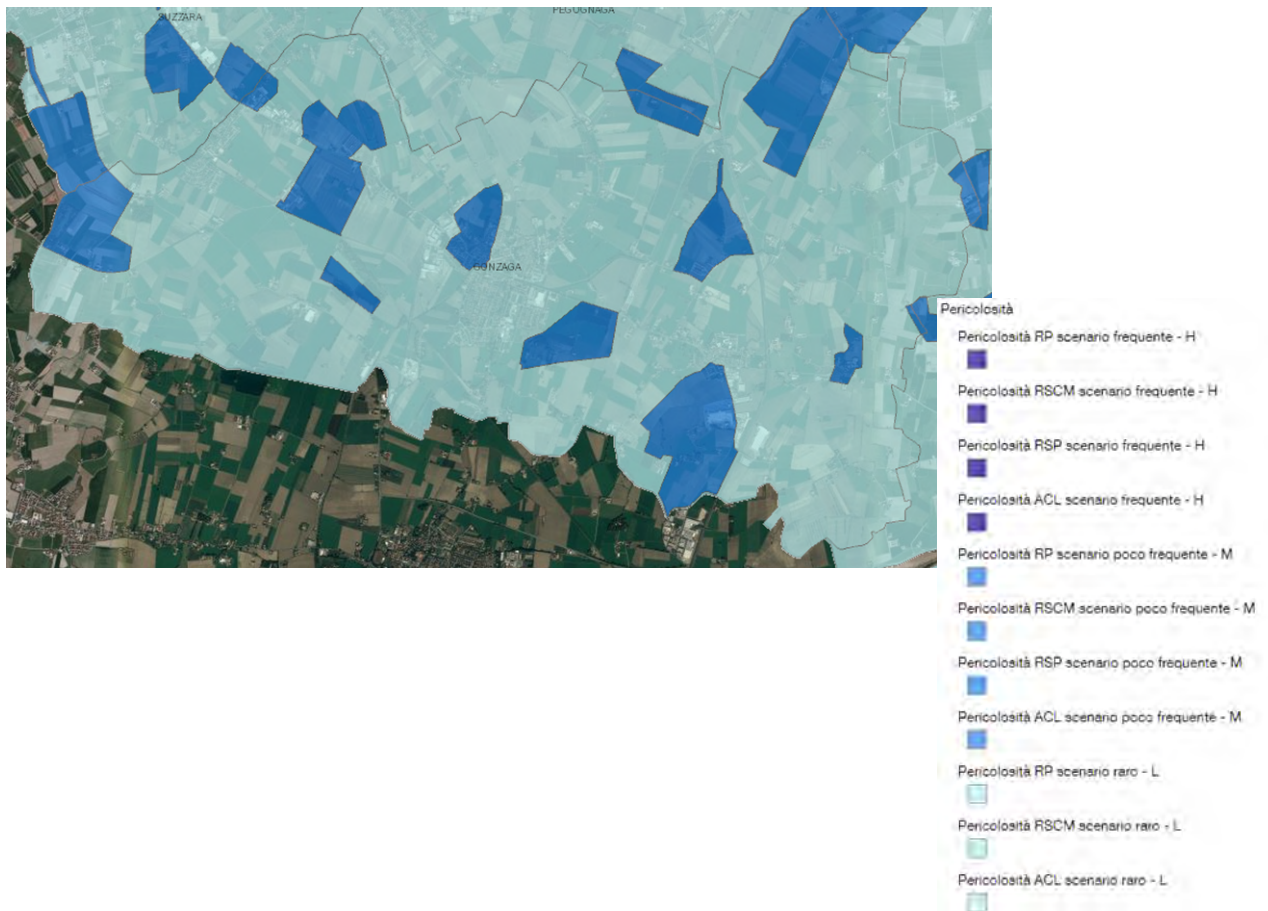 SUZZARA
PEGOGNAGA
GONZAGA
Pericolosità
Pericolosità RP scenario frequente - H
Pericolosità RSCM scenario frequente - H
Pericolosità RSP scenario frequente - H
Pericolosità ACL scenario frequente - H
Pericolosità RP scenario poco frequente - M
Pericolosità RSCM scenario poco frequente - M
Pericolosità RSP scenario poco frequente - M
Pericolosità ACL scenario poco frequente - M
Pericolosità RP scenario raro - L
Pericolosità RSCM scenario raro - L
Pericolosità ACL scenario raro - L